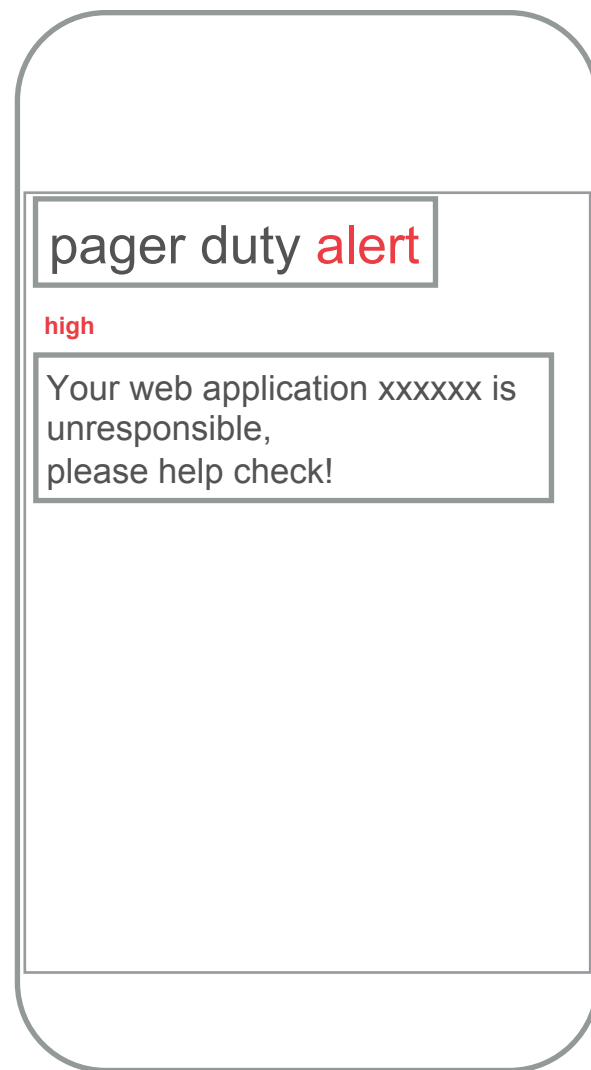 pager duty alert
high
Your web application xxxxxx is
unresponsible,
please help check!